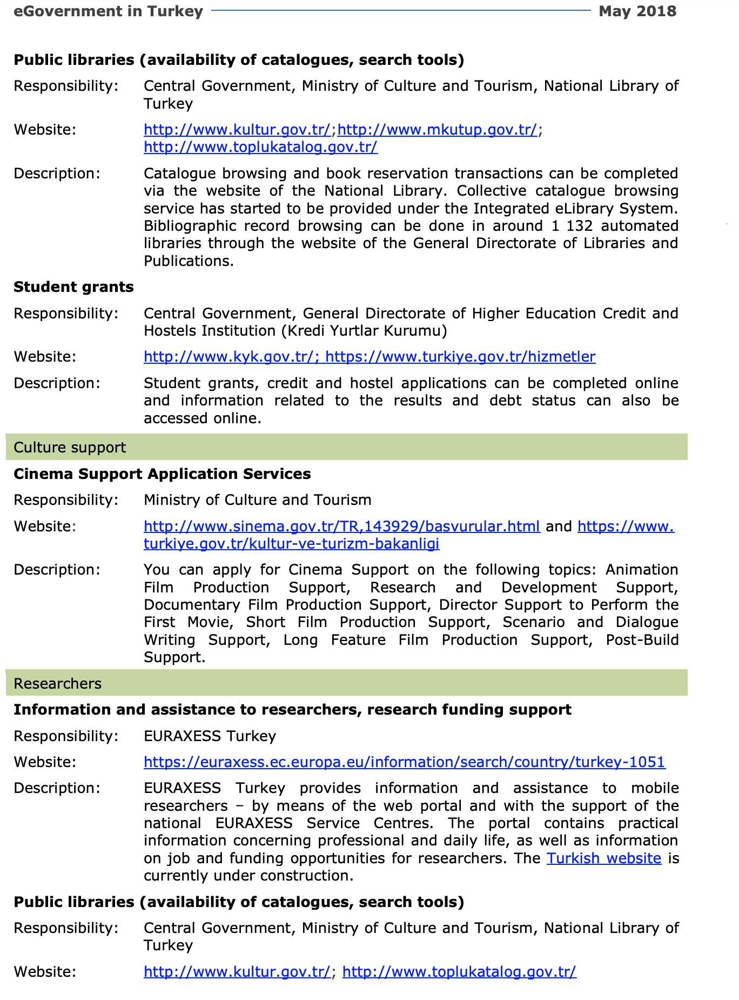 eGovernment in Turkey May 2018
Public libraries (availability of catalogues, search tools)
Responsibility: Central Government, Ministry of Culture and Tourism, National Library of
Turkey
Website: http://www.kultur.gov.tr/;http://www.mkutup.gov.tr/;
http://www.toplukatalog.gov.tr/
Description: Catalogue browsing and book reservation transactions can be completed
via the website of the National Library. Collective catalogue browsing
service has started to be provided under the Integrated eLibrary System.
Bibliographic record browsing can be done in around 1 132 automated
libraries through the website of the General Directorate of Libraries and
Publications.
Student grants
Responsibility: Central Government, General Directorate of Higher Education Credit and
Hostels Institution (Kredi Yurtlar Kurumu)
Website: http://www.kyk.gov.tr/; https://www.turkiye.gov.tr/hizmetler
Description: Student grants, credit and hostel applications can be completed online
and information related to the results and debt status can also be
accessed online.
Culture support
Cinema Support Application Services
Responsibility: Ministry of Culture and Tourism
Website: http://www.sinema.gov.tr/TR,143929/basvurular.html and https://www.
turkiye.gov.tr/kultur-ve-turizm-bakanligi
Description: You can apply for Cinema Support on the following topics: Animation
Film Production Support, Research and Development Support,
Documentary Film Production Support, Director Support to Perform the
First Movie, Short Film Production Support, Scenario and Dialogue
Writing Support, Long Feature Film Production Support, Post-Build
Support.
Researchers
Information and assistance to researchers, research funding support
Responsibility: EURAXESS Turkey
Website: https://euraxess.ec.europa.eu/information/search/country/turkey-1051
Description: EURAXESS Turkey provides information and assistance to mobile
researchers – by means of the web portal and with the support of the
national EURAXESS Service Centres. The portal contains practical
information concerning professional and daily life, as well as information
on job and funding opportunities for researchers. The Turkish website is
currently under construction.
Public libraries (availability of catalogues, search tools)
Responsibility: Central Government, Ministry of Culture and Tourism, National Library of
Turkey
Website: http://www.kultur.gov.tr/; http://www.toplukatalog.gov.tr/